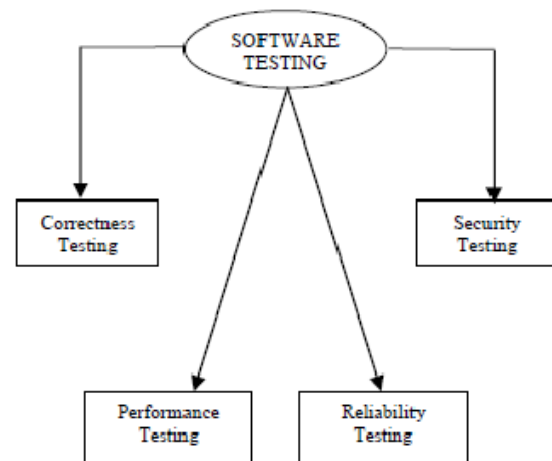 SOFTWARE
TESTING
Correctness
Testing
Security
Testing
Performance
Testing
Reliability
Testing